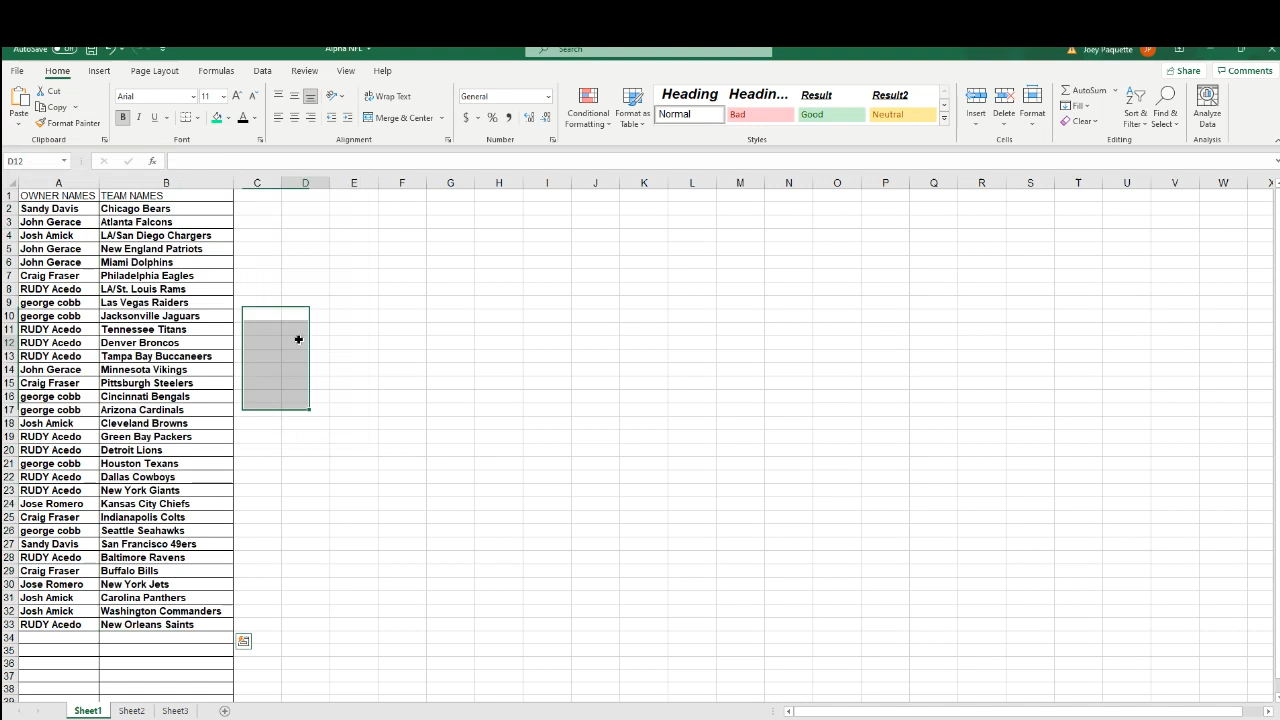 AutoSave Off Alpha NFL Search Joey Paquette JP
File Home Insert Page Layout Formulas Data Review View Help Share Comments
Paste Cut Copy Format Painter Clipboard
Arial 11 B I U A Font
Wrap Text Merge & Center Alignment
General $ % Number
Conditional Formatting Format as Table
Heading Headin... Result Result2
Normal Bad Good Neutral
Styles
Insert Delete Format Cells
AutoSum Fill Clear Sort & Filter Find & Select Editing
Analyze Data Analysis
D12 fx
A B C D E F G H I J K L M N O P Q R S T U V W X
1 OWNER NAMES TEAM NAMES
2 Sandy Davis Chicago Bears
3 John Gerace Atlanta Falcons
4 Josh Amick LA/San Diego Chargers
5 John Gerace New England Patriots
6 John Gerace Miami Dolphins
7 Craig Fraser Philadelphia Eagles
8 RUDY Acedo LA/St. Louis Rams
9 george cobb Las Vegas Raiders
10 george cobb Jacksonville Jaguars
11 RUDY Acedo Tennessee Titans
12 RUDY Acedo Denver Broncos
13 RUDY Acedo Tampa Bay Buccaneers
14 John Gerace Minnesota Vikings
15 Craig Fraser Pittsburgh Steelers
16 george cobb Cincinnati Bengals
17 george cobb Arizona Cardinals
18 Josh Amick Cleveland Browns
19 RUDY Acedo Green Bay Packers
20 RUDY Acedo Detroit Lions
21 george cobb Houston Texans
22 RUDY Acedo Dallas Cowboys
23 RUDY Acedo New York Giants
24 Jose Romero Kansas City Chiefs
25 Craig Fraser Indianapolis Colts
26 george cobb Seattle Seahawks
27 Sandy Davis San Francisco 49ers
28 RUDY Acedo Baltimore Ravens
29 Craig Fraser Buffalo Bills
30 Jose Romero New York Jets
31 Josh Amick Carolina Panthers
32 Josh Amick Washington Commanders
33 RUDY Acedo New Orleans Saints
34
35
36
37
38
39
Sheet1 Sheet2 Sheet3